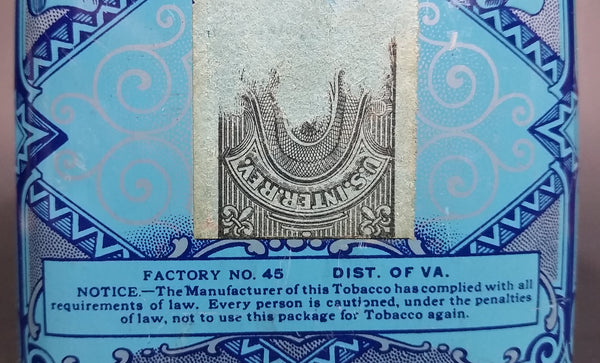 U.S. INTER. REV.
FACTORY NO. 45 DIST. OF VA.
NOTICE.—The Manufacturer of this Tobacco has complied with all
requirements of law. Every person is cautioned, under the penalties
of law, not to use this package for Tobacco again.